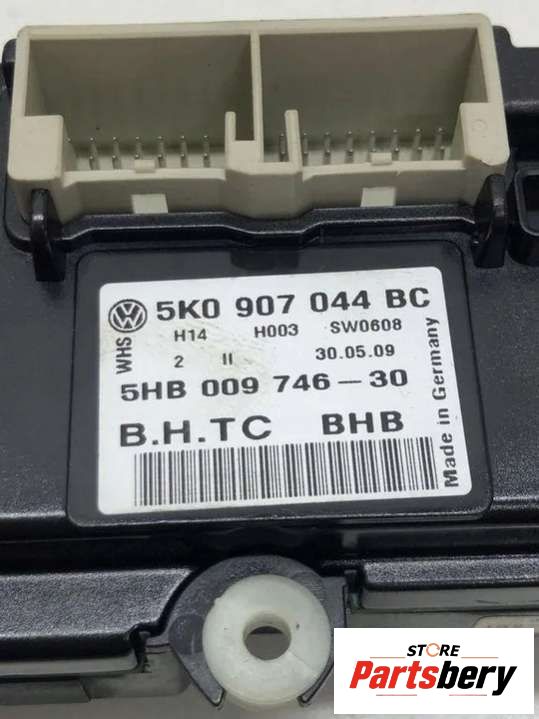 5K0 907 044 BC
WHS
H14 H003 SW0608
2 II 30.05.09
5HB 009 746-30
B.H.TC BHB
Made in Germany
STORE
Partsbery